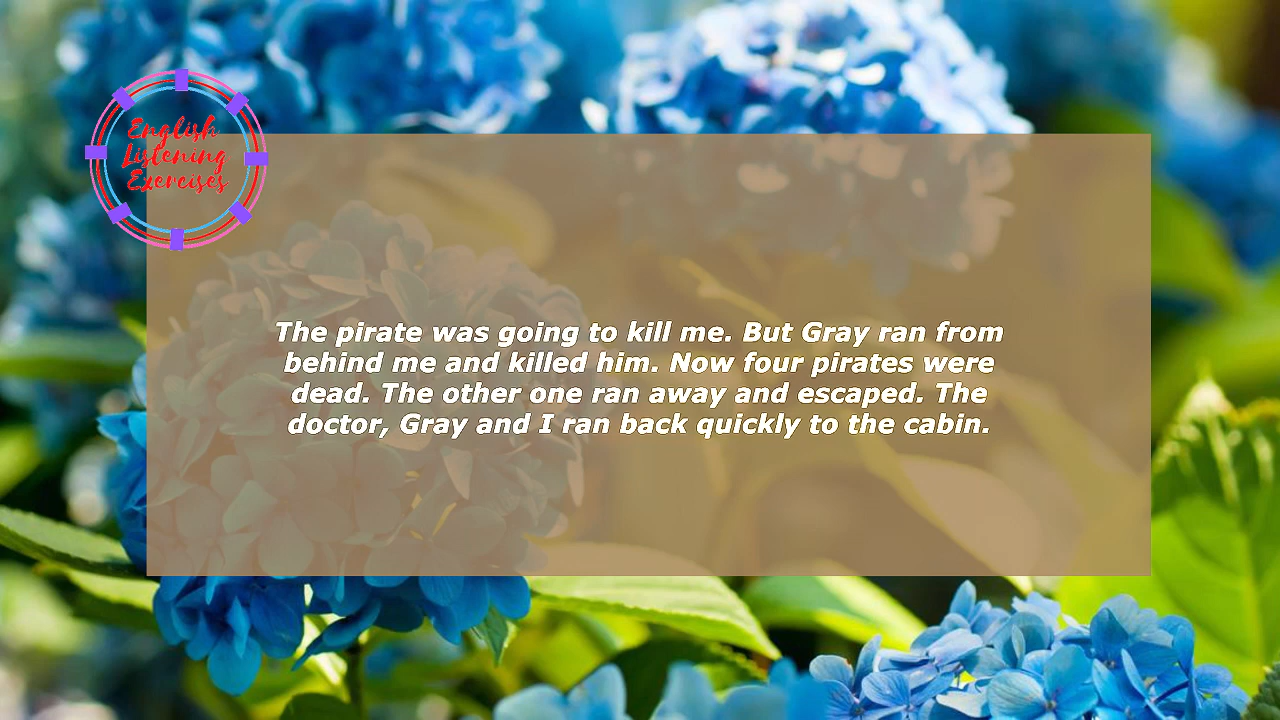 English
Listening
Exercises
The pirate was going to kill me. But Gray ran from
behind me and killed him. Now four pirates were
dead. The other one ran away and escaped. The
doctor, Gray and I ran back quickly to the cabin.